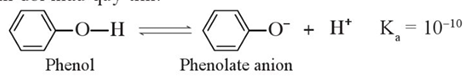 O—H ⇌ O⁻ + H⁺ Kₐ = 10⁻¹⁰
Phenol Phenolate anion